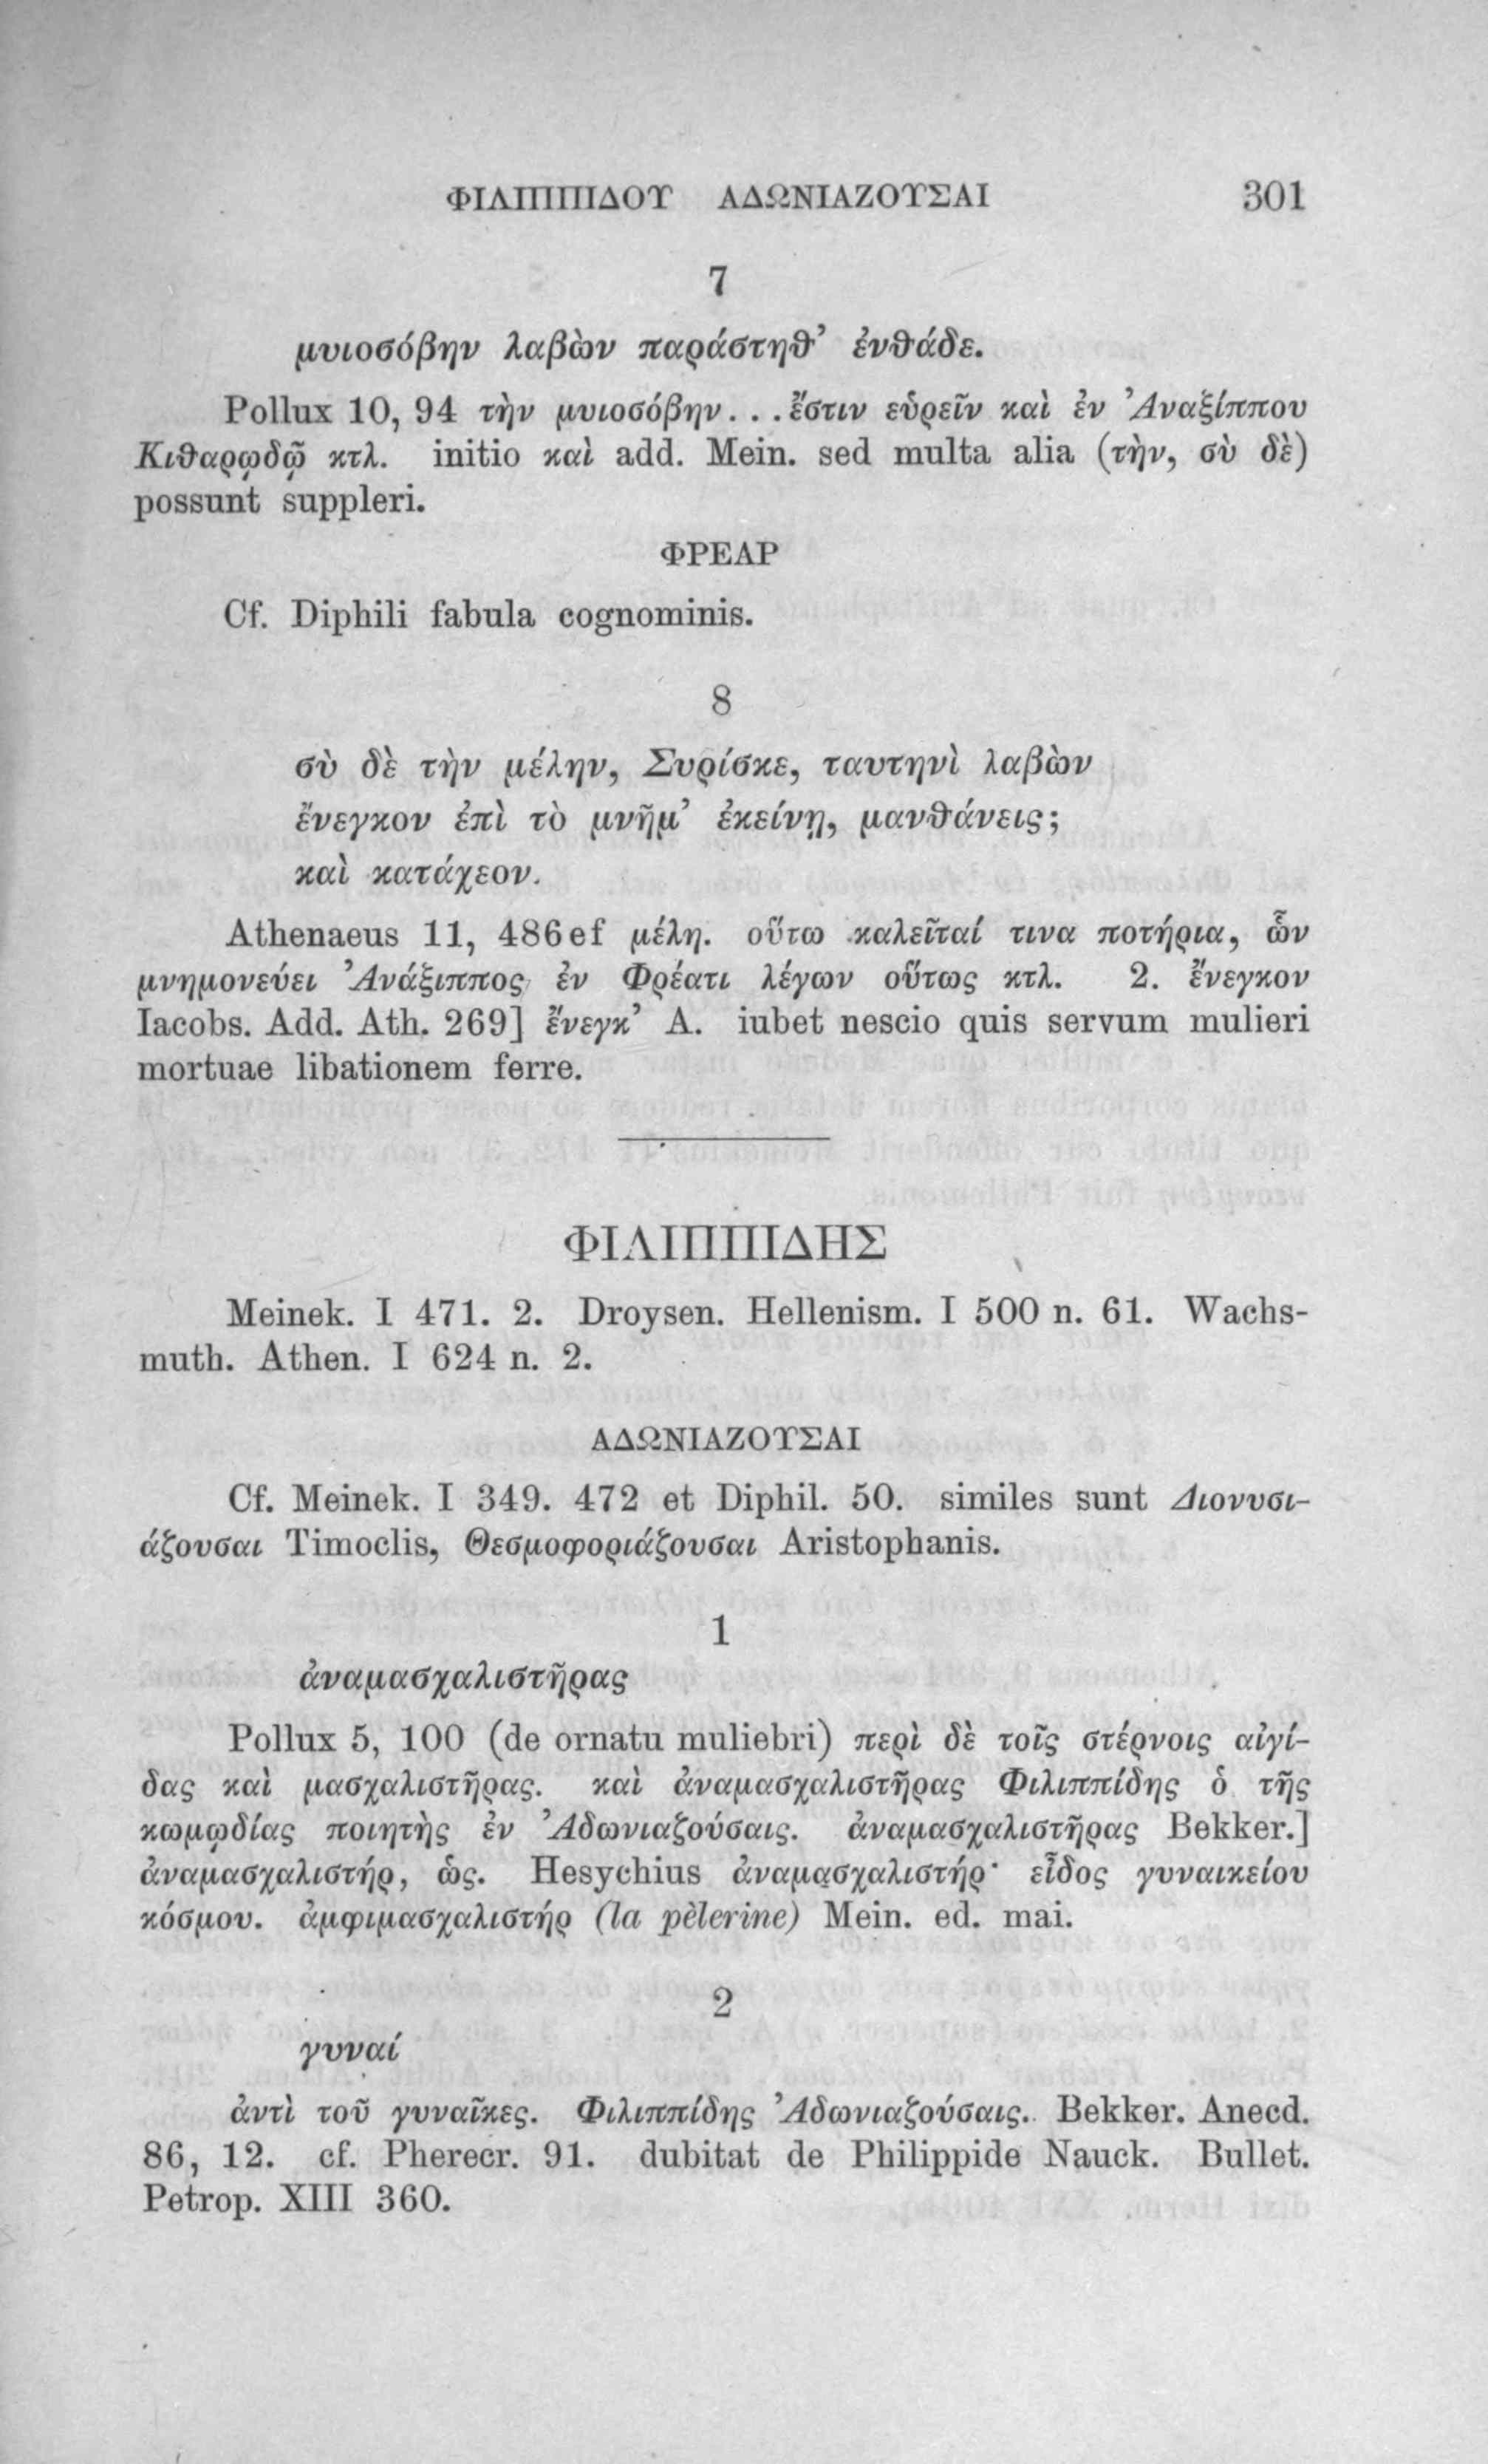 ΦΙΛΙΠΠΙΔΟΥ ΑΔΩΝΙΑΖΟΥΣΑΙ 301
7
μυιοσόβην λαβὼν παράστηθ’ ἐνθάδε.
Pollux 10, 94 τὴν μυιοσόβην...ἔστιν εὑρεῖν καὶ ἐν Ἀναξίππου
Κιθαρῳδῷ κτλ. initio καὶ add. Mein. sed multa alia (τὴν, σὺ δὲ)
possunt suppleri.
ΦΡΕΑΡ
Cf. Diphili fabula cognominis.
8
σὺ δὲ τὴν μέλην, Συρίσκε, ταυτηνὶ λαβὼν
ἔνεγκον ἐπὶ τὸ μνῆμ’ ἐκείνῃ, μανθάνεις;
καὶ κατάχεον.
Athenaeus 11, 486ef μέλη. οὕτω καλεῖταί τινα ποτήρια, ὧν
μνημονεύει Ἀνάξιππος ἐν Φρέατι λέγων οὕτως κτλ. 2. ἔνεγκον
Iacobs. Add. Ath. 269] ἔνεγκ’ A. iubet nescio quis servum mulieri
mortuae libationem ferre.
ΦΙΛΙΠΠΙΔΗΣ
Meinek. I 471. 2. Droysen. Hellenism. I 500 n. 61. Wachs-
muth. Athen. I 624 n. 2.
ΑΔΩΝΙΑΖΟΥΣΑΙ
Cf. Meinek. I 349. 472 et Diphil. 50. similes sunt Διονυσι-
άζουσαι Timoclis, Θεσμοφοριάζουσαι Aristophanis.
1
ἀναμασχαλιστῆρας
Pollux 5, 100 (de ornatu muliebri) περὶ δὲ τοῖς στέρνοις αἰγί-
δας καὶ μασχαλιστῆρας. καὶ ἀναμασχαλιστῆρας Φιλιππίδης ὁ τῆς
κωμῳδίας ποιητὴς ἐν Ἀδωνιαζούσαις. ἀναμασχαλιστῆρας Bekker.]
ἀναμασχαλιστήρ, ὡς. Hesychius ἀναμασχαλιστήρ· εἶδος γυναικείου
κόσμου. ἀμφιμασχαλιστήρ (la pèlerine) Mein. ed. mai.
2
γυναί
ἀντὶ τοῦ γυναῖκες. Φιλιππίδης Ἀδωνιαζούσαις. Bekker. Anecd.
86, 12. cf. Pherecr. 91. dubitat de Philippide Nauck. Bullet.
Petrop. XIII 360.